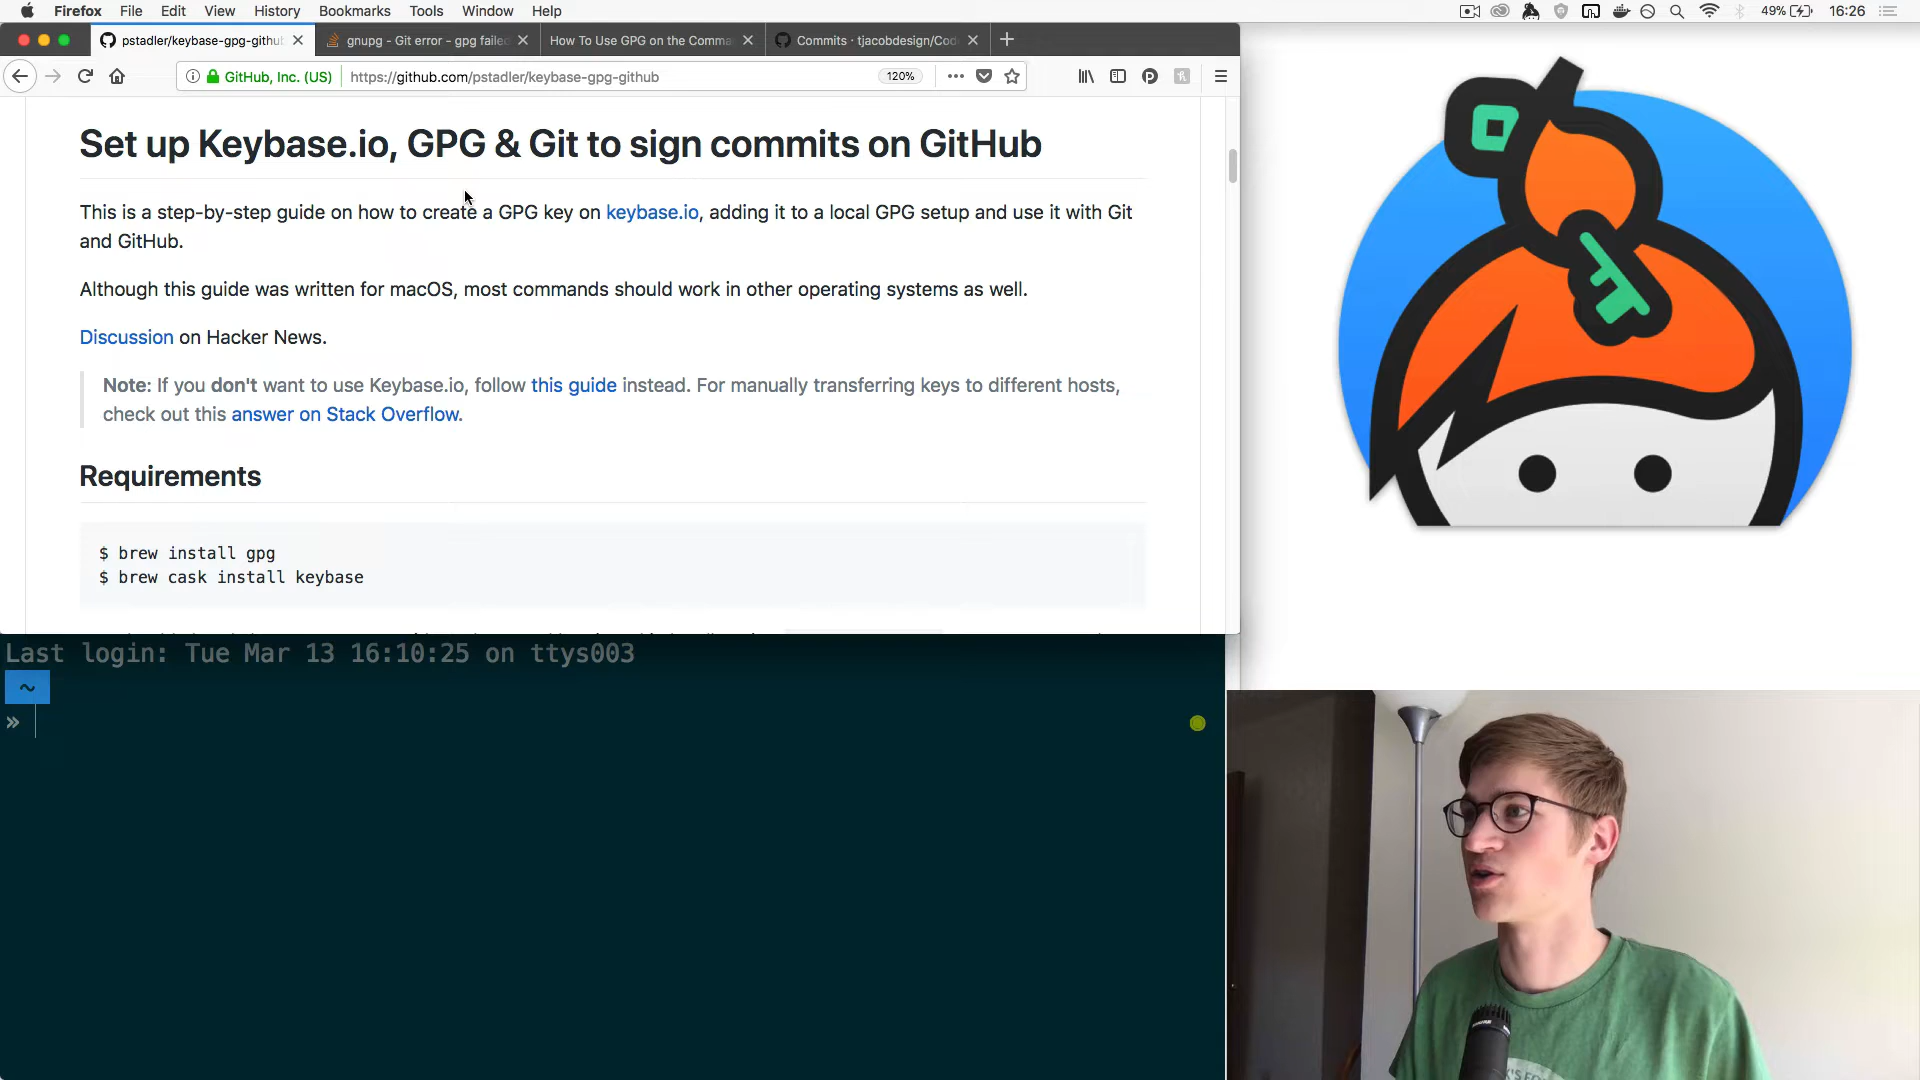 Firefox File Edit View History Bookmarks Tools Window Help 49% 16:26
pstadler/keybase-gpg-githu gnupg - Git error - gpg failed How To Use GPG on the Comma Commits · tjacobdesign/Cod
GitHub, Inc. (US) https://github.com/pstadler/keybase-gpg-github 120%
Set up Keybase.io, GPG & Git to sign commits on GitHub
This is a step-by-step guide on how to create a GPG key on keybase.io, adding it to a local GPG setup and use it with Git
and GitHub.
Although this guide was written for macOS, most commands should work in other operating systems as well.
Discussion on Hacker News.
Note: If you don't want to use Keybase.io, follow this guide instead. For manually transferring keys to different hosts,
check out this answer on Stack Overflow.
Requirements
$ brew install gpg
$ brew cask install keybase
Last login: Tue Mar 13 16:10:25 on ttys003
~
»